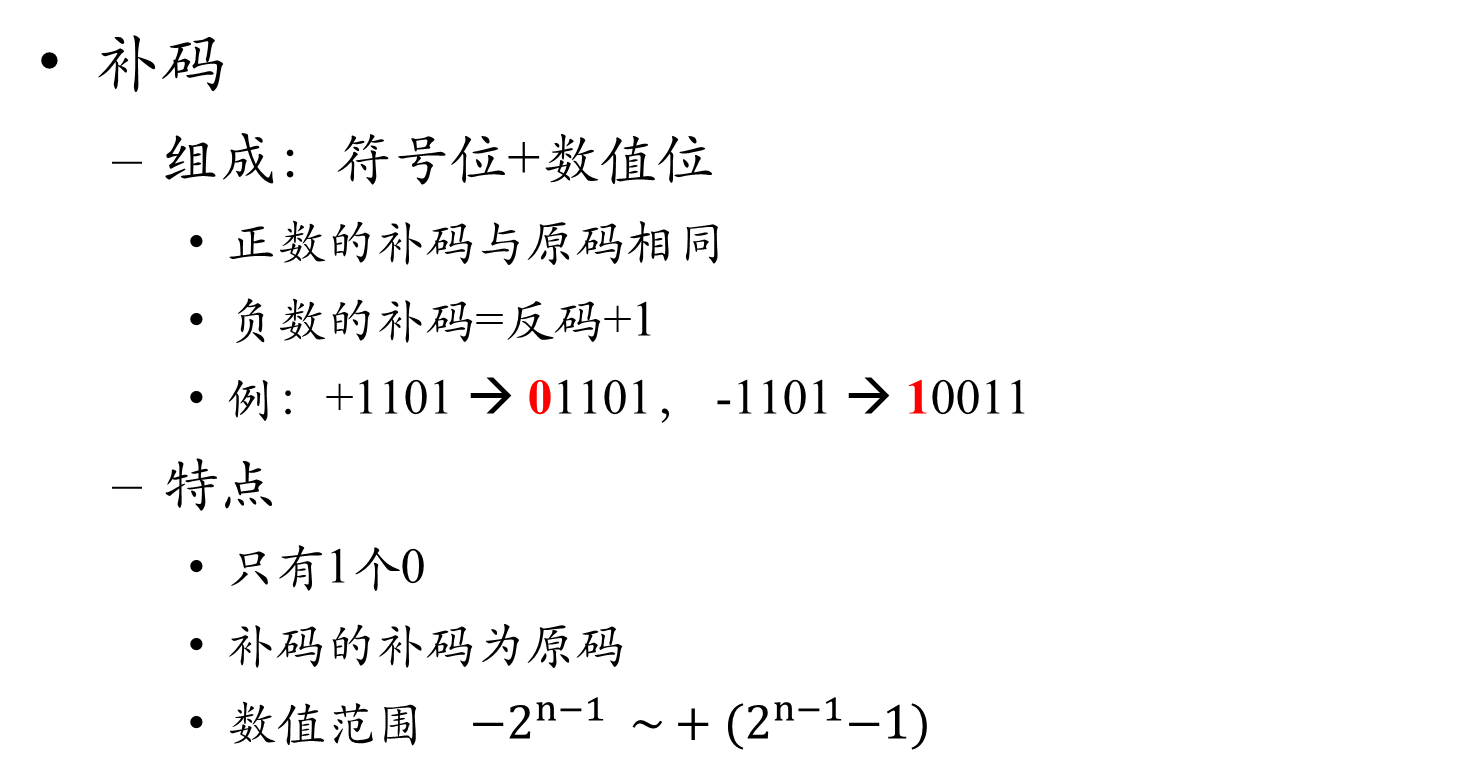 • 补码
– 组成：符号位+数值位
• 正数的补码与原码相同
• 负数的补码=反码+1
• 例：+1101 → 01101， -1101 → 10011
– 特点
• 只有1个0
• 补码的补码为原码
• 数值范围 −2ⁿ⁻¹ ~ + (2ⁿ⁻¹−1)